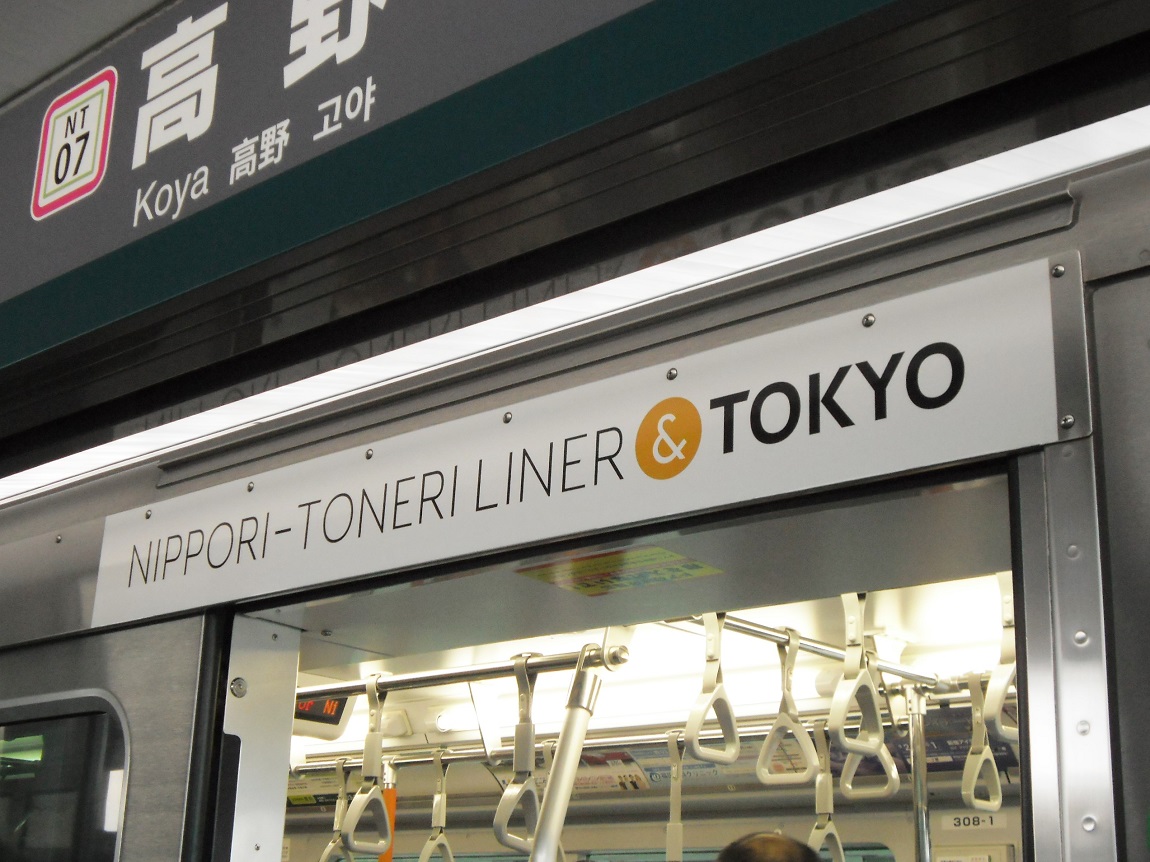 高野
NT
07
Koya 高野 고야
NIPPORI-TONERI LINER & TOKYO
308-1